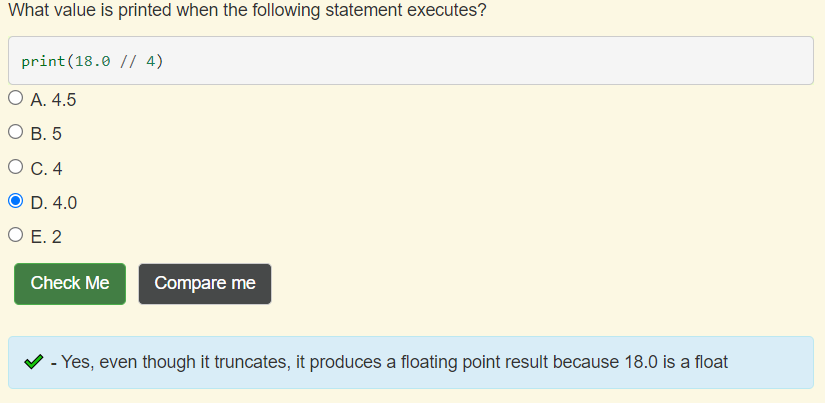 What value is printed when the following statement executes?
print(18.0 // 4)
A. 4.5
B. 5
C. 4
D. 4.0
E. 2
Check Me Compare me
- Yes, even though it truncates, it produces a floating point result because 18.0 is a float